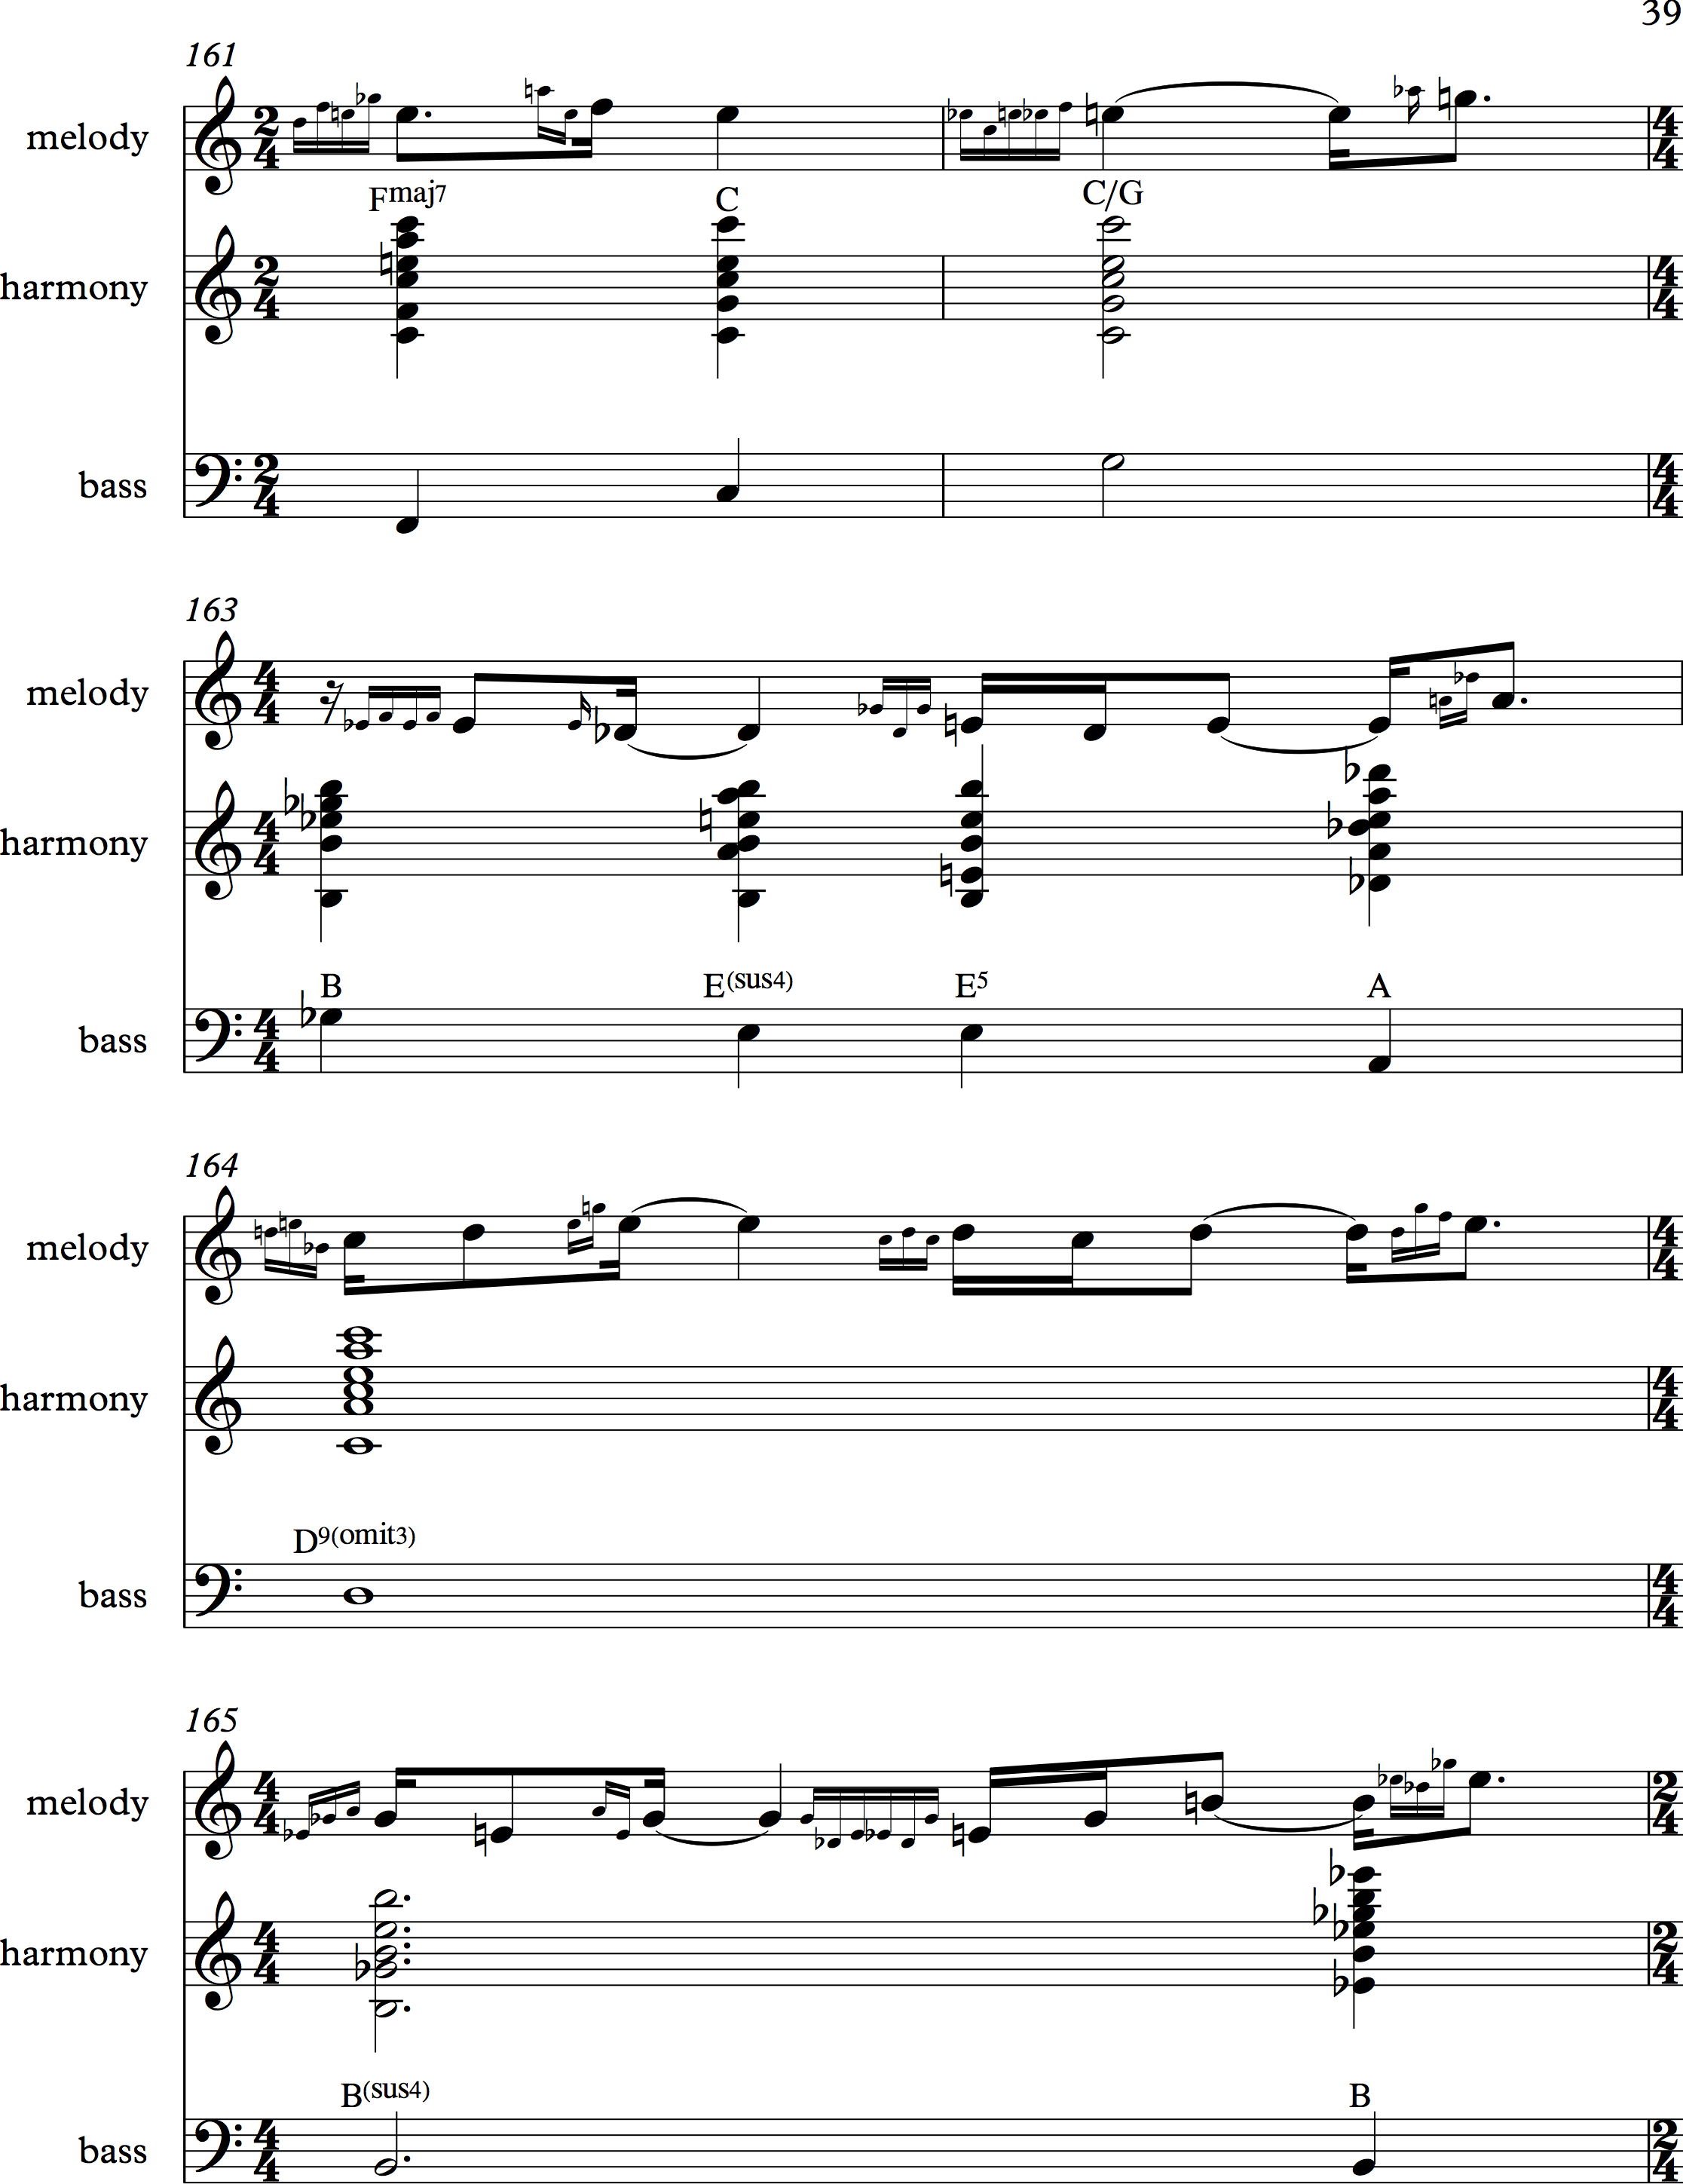 39
161
melody
Fmaj7 C C/G
harmony
bass
163
melody
harmony
B E(sus4) E5 A
bass
164
melody
harmony
D9(omit3)
bass
165
melody
harmony
B(sus4) B
bass